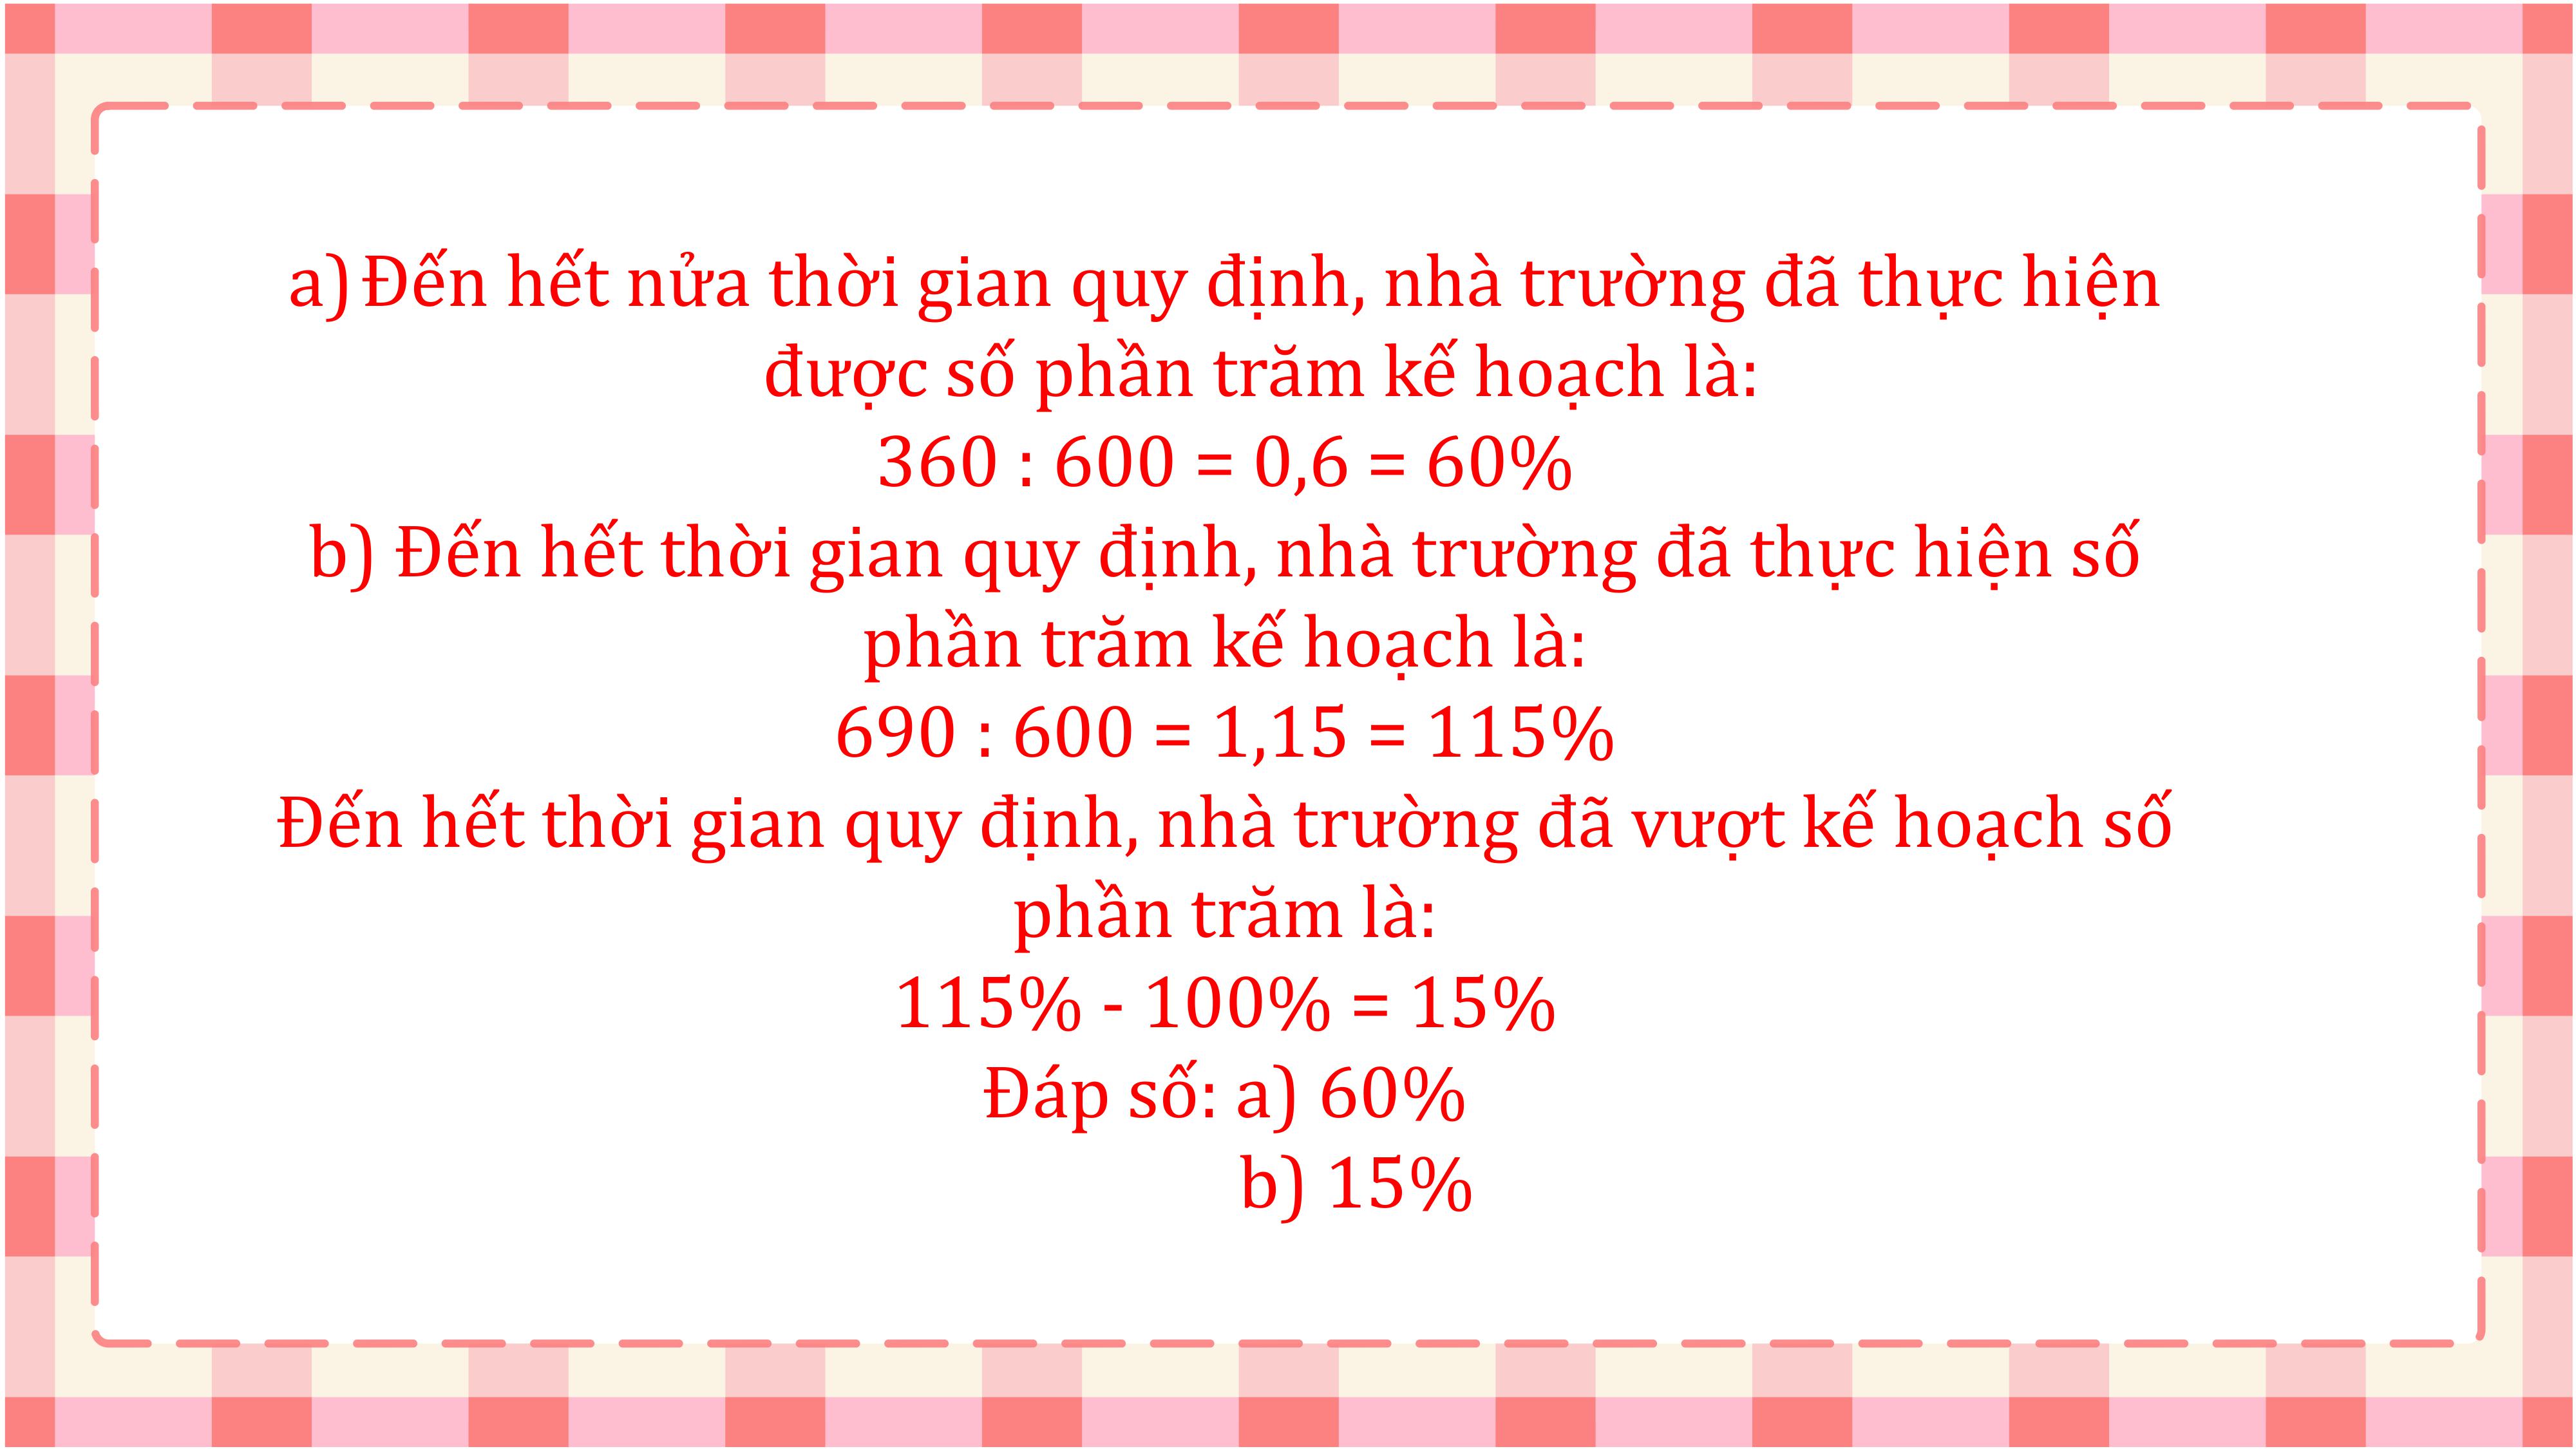 a) Đến hết nửa thời gian quy định, nhà trường đã thực hiện
được số phần trăm kế hoạch là:
360 : 600 = 0,6 = 60%
b) Đến hết thời gian quy định, nhà trường đã thực hiện số
phần trăm kế hoạch là:
690 : 600 = 1,15 = 115%
Đến hết thời gian quy định, nhà trường đã vượt kế hoạch số
phần trăm là:
115% - 100% = 15%
Đáp số: a) 60%
b) 15%